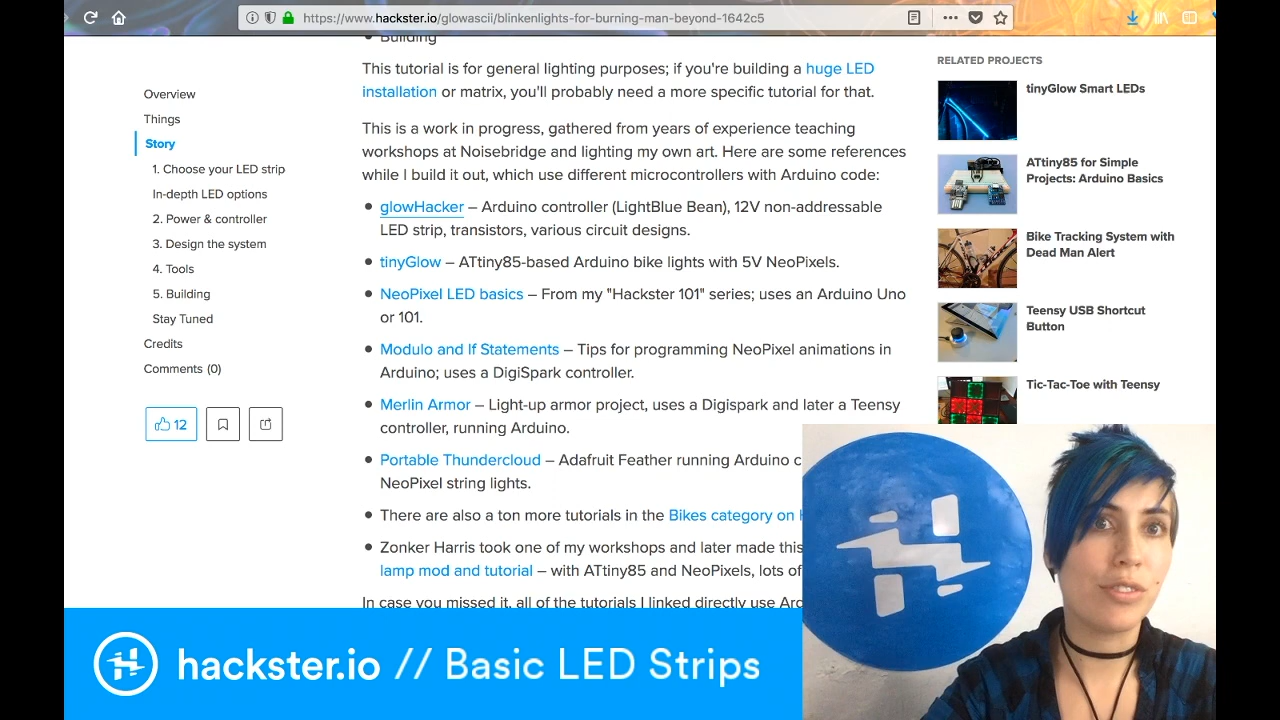 https://www.hackster.io/glowascii/blinkenlights-for-burning-man-beyond-1642c5
Overview
Things
Story
1. Choose your LED strip
In-depth LED options
2. Power & controller
3. Design the system
4. Tools
5. Building
Stay Tuned
Credits
Comments (0)
12
Building
This tutorial is for general lighting purposes; if you're building a huge LED
installation or matrix, you'll probably need a more specific tutorial for that.
This is a work in progress, gathered from years of experience teaching
workshops at Noisebridge and lighting my own art. Here are some references
while I build it out, which use different microcontrollers with Arduino code:
glowHacker – Arduino controller (LightBlue Bean), 12V non-addressable
LED strip, transistors, various circuit designs.
tinyGlow – ATtiny85-based Arduino bike lights with 5V NeoPixels.
NeoPixel LED basics – From my "Hackster 101" series; uses an Arduino Uno
or 101.
Modulo and If Statements – Tips for programming NeoPixel animations in
Arduino; uses a DigiSpark controller.
Merlin Armor – Light-up armor project, uses a Digispark and later a Teensy
controller, running Arduino.
Portable Thundercloud – Adafruit Feather running Arduino c
NeoPixel string lights.
There are also a ton more tutorials in the Bikes category on
Zonker Harris took one of my workshops and later made this
lamp mod and tutorial – with ATtiny85 and NeoPixels, lots of
In case you missed it, all of the tutorials I linked directly use
RELATED PROJECTS
tinyGlow Smart LEDs
ATtiny85 for Simple
Projects: Arduino Basics
Bike Tracking System with
Dead Man Alert
Teensy USB Shortcut
Button
Tic-Tac-Toe with Teensy
hackster.io // Basic LED Strips